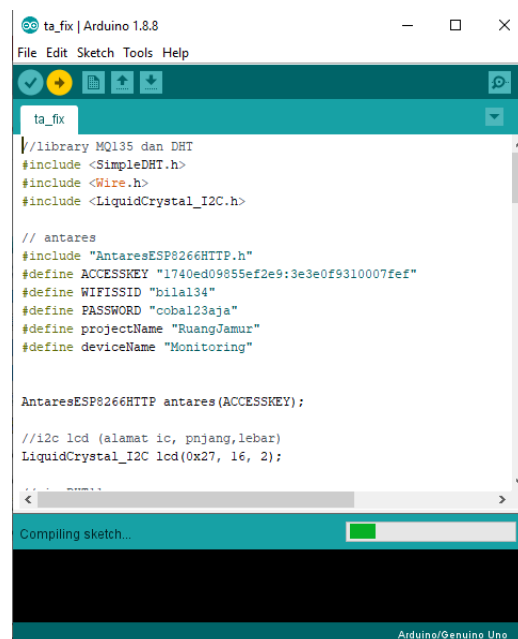 ta_fix | Arduino 1.8.8
File Edit Sketch Tools Help
ta_fix
//library MQ135 dan DHT
#include <SimpleDHT.h>
#include <Wire.h>
#include <LiquidCrystal_I2C.h>
// antares
#include "AntaresESP8266HTTP.h"
#define ACCESSKEY "1740ed09855ef2e9:3e3e0f9310007fef"
#define WIFISSID "bilal34"
#define PASSWORD "coba123aja"
#define projectName "RuangJamur"
#define deviceName "Monitoring"
AntaresESP8266HTTP antares(ACCESSKEY);
//i2c lcd (alamat ic, pnjang,lebar)
LiquidCrystal_I2C lcd(0x27, 16, 2);
Compiling sketch...
Arduino/Genuino Uno